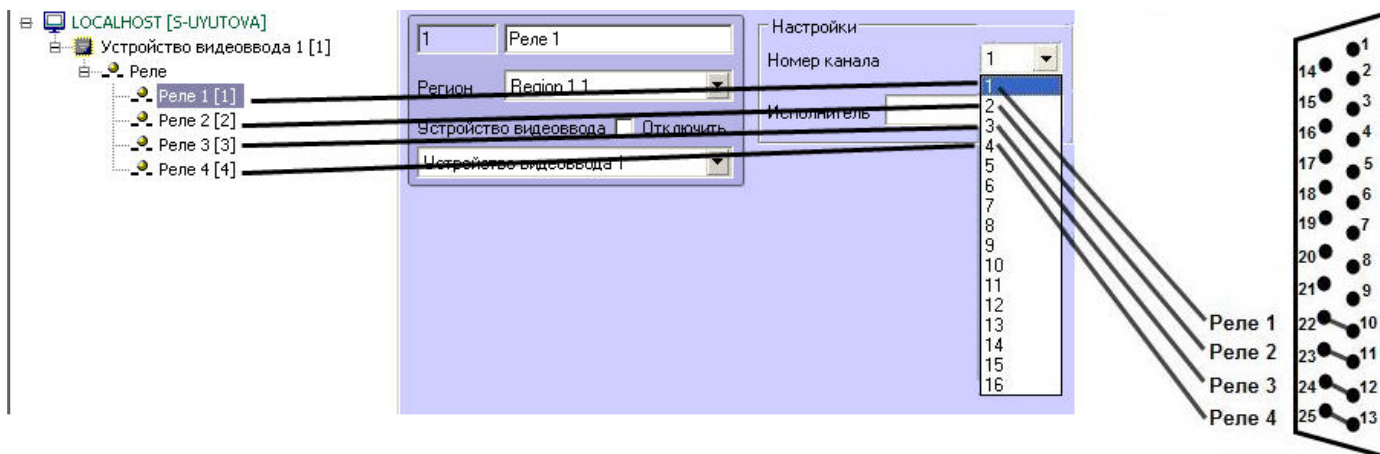 LOCALHOST [S-UYUTOVA]
Устройство видеоввода 1 [1]
Реле
Реле 1 [1]
Реле 2 [2]
Реле 3 [3]
Реле 4 [4]
1 Реле 1
Регион Region 1.1
Устройство видеоввода Отключить
Устройство видеоввода 1
Настройки
Номер канала 1
Исполнитель
1
2
3
4
5
6
7
8
9
10
11
12
13
14
15
16
Реле 1
Реле 2
Реле 3
Реле 4
1
14 2
15 3
16 4
17 5
18 6
19 7
20 8
21 9
22 10
23 11
24 12
25 13